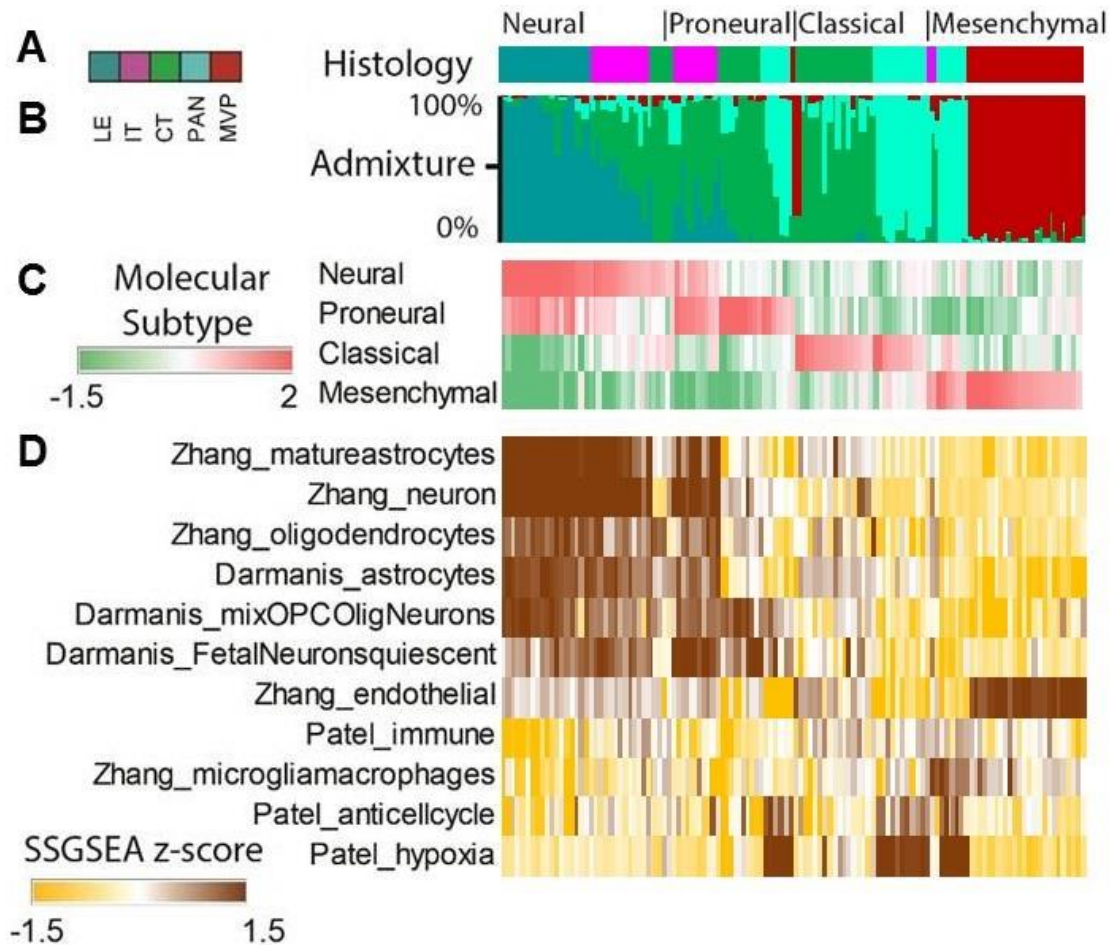 Neural |Proneural |Classical |Mesenchymal
A
Histology
B
LE IT CT PAN MVP
100%
Admixture
0%
C
Molecular Subtype
-1.5 2
Neural
Proneural
Classical
Mesenchymal
D
Zhang_matureastrocytes
Zhang_neuron
Zhang_oligodendrocytes
Darmanis_astrocytes
Darmanis_mixOPCOligNeurons
Darmanis_FetalNeuronsquiescent
Zhang_endothelial
Patel_immune
Zhang_microgliamacrophages
Patel_anticellcycle
Patel_hypoxia
SSGSEA z-score
-1.5 1.5